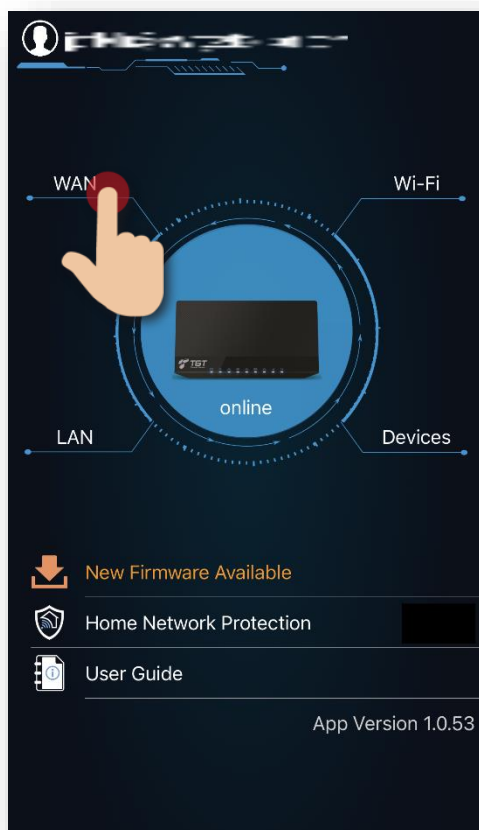 WAN
Wi-Fi
TGT
online
LAN
Devices
New Firmware Available
Home Network Protection
User Guide
App Version 1.0.53